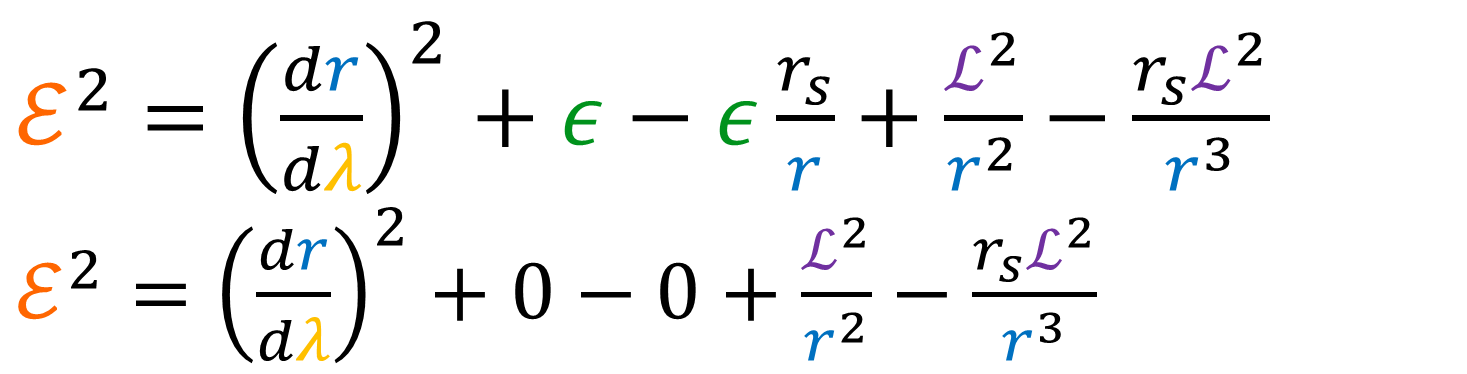 ℰ² = (dr/dλ)² + ϵ − ϵ r_s/r + ℒ²/r² − r_sℒ²/r³
ℰ² = (dr/dλ)² + 0 − 0 + ℒ²/r² − r_sℒ²/r³